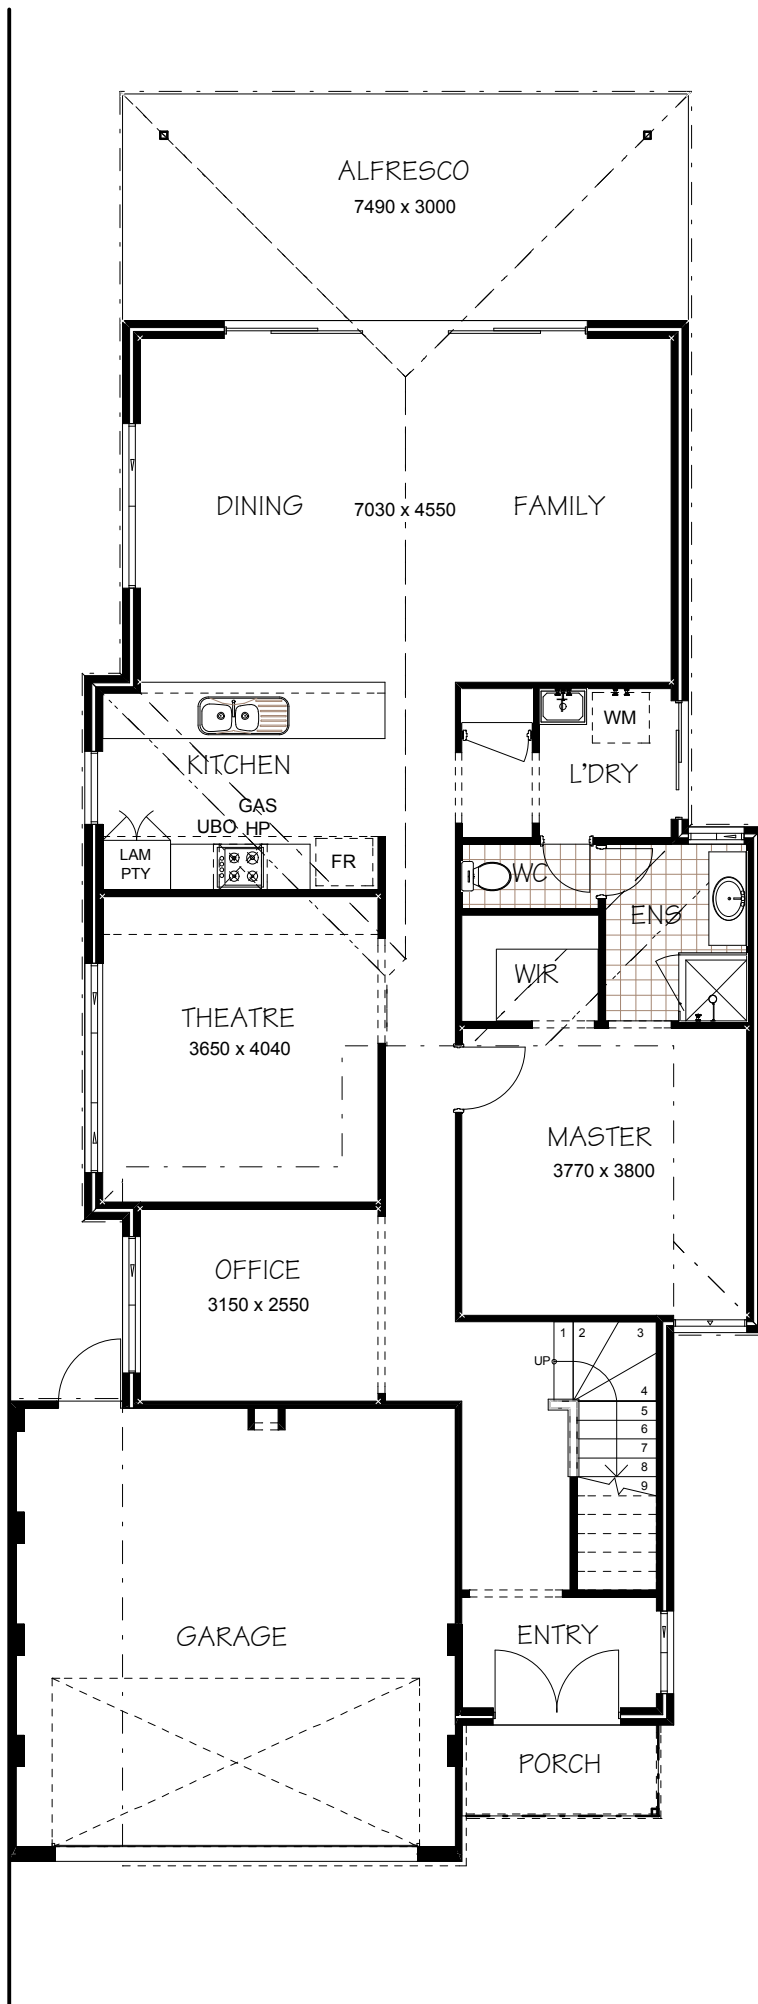 ALFRESCO
7490 x 3000
DINING
7030 x 4550
FAMILY
WM
KITCHEN
L'DRY
GAS
UBO HP
LAM
PTY
FR
WC
ENS
WIR
THEATRE
3650 x 4040
MASTER
3770 x 3800
OFFICE
3150 x 2550
1 2 3
UP
4
5
6
7
8
9
GARAGE
ENTRY
PORCH